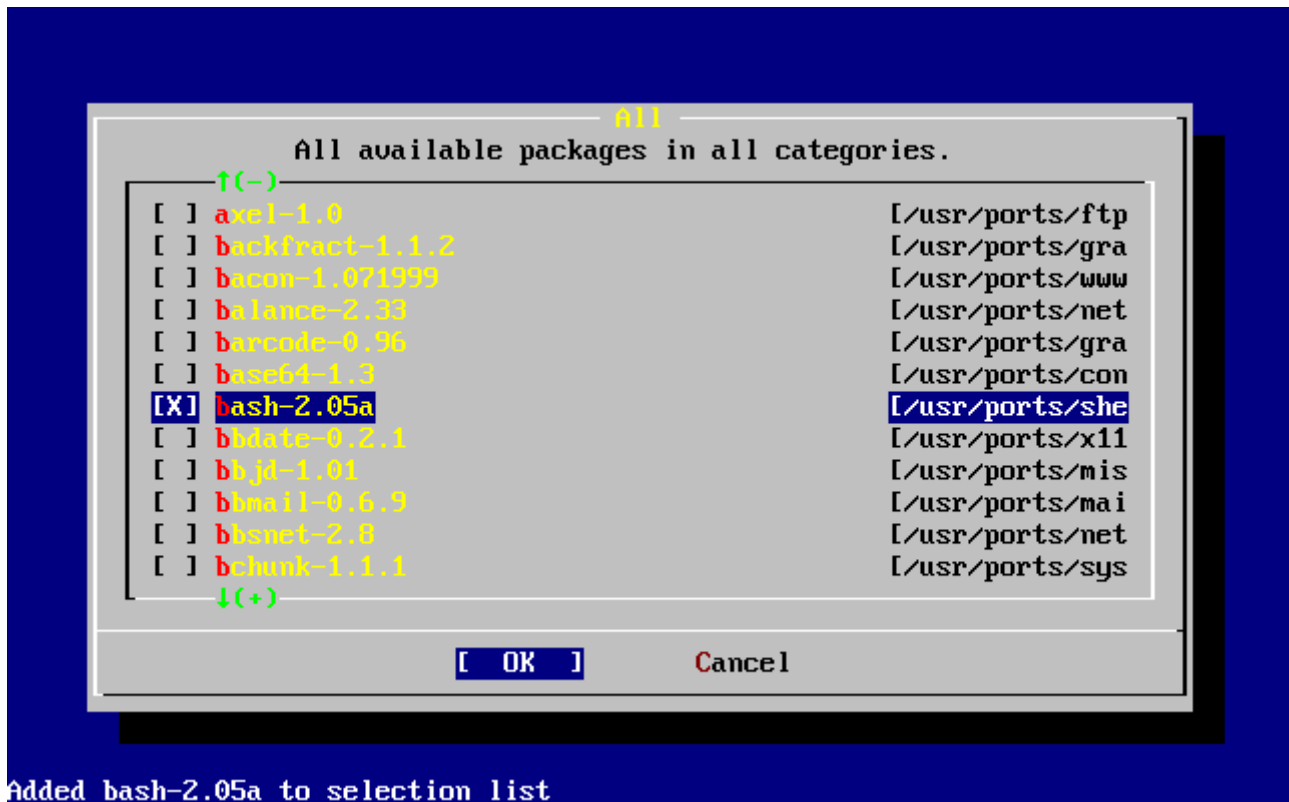 All
All available packages in all categories.
↑(-)
[ ] axel-1.0 [/usr/ports/ftp
[ ] backfract-1.1.2 [/usr/ports/gra
[ ] bacon-1.071999 [/usr/ports/www
[ ] balance-2.33 [/usr/ports/net
[ ] barcode-0.96 [/usr/ports/gra
[ ] base64-1.3 [/usr/ports/con
[X] bash-2.05a [/usr/ports/she
[ ] bbdate-0.2.1 [/usr/ports/x11
[ ] bbjd-1.01 [/usr/ports/mis
[ ] bbmail-0.6.9 [/usr/ports/mai
[ ] bbsnet-2.8 [/usr/ports/net
[ ] bchunk-1.1.1 [/usr/ports/sys
↓(+)
[ OK ] Cancel
Added bash-2.05a to selection list